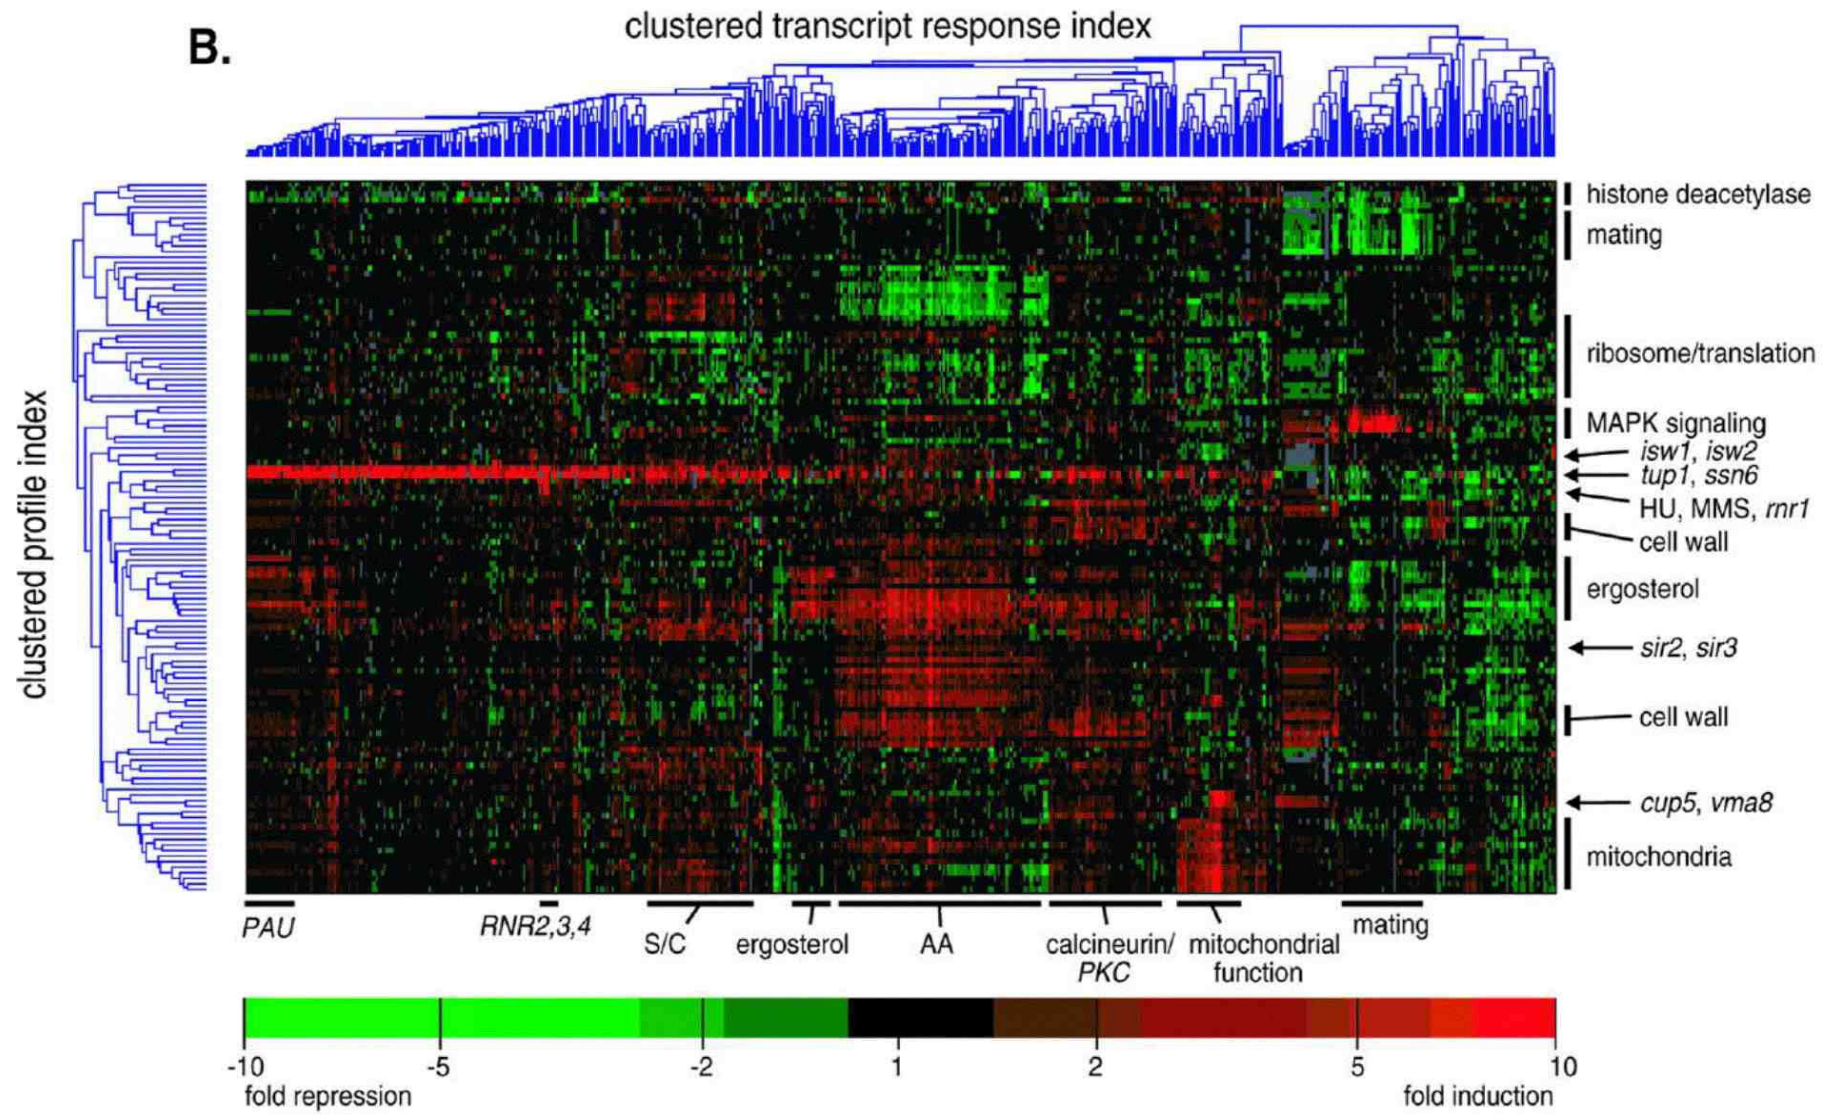 B.
clustered transcript response index
clustered profile index
histone deacetylase
mating
ribosome/translation
MAPK signaling
isw1, isw2
tup1, ssn6
HU, MMS, rnr1
cell wall
ergosterol
sir2, sir3
cell wall
cup5, vma8
mitochondria
PAU
RNR2,3,4
S/C
ergosterol
AA
calcineurin/
PKC
mitochondrial
function
mating
-10
-5
-2
1
2
5
10
fold repression
fold induction